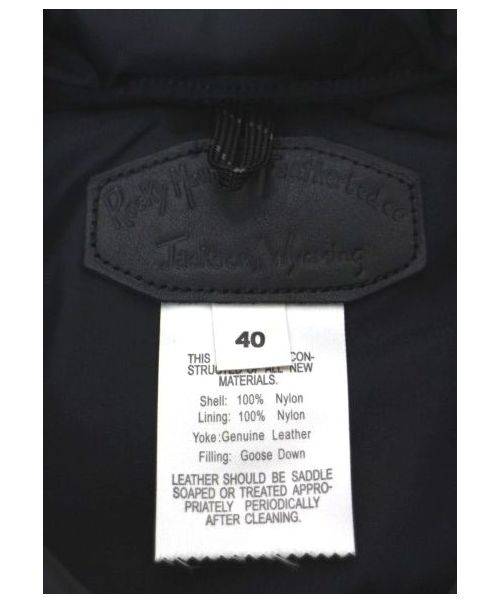 Rocky Mountain Featherbed co
Jackson, Wyoming
40
THIS CON-
STRUCTED OF ALL NEW
MATERIALS.
Shell: 100% Nylon
Lining: 100% Nylon
Yoke:Genuine Leather
Filling: Goose Down
LEATHER SHOULD BE SADDLE
SOAPED OR TREATED APPRO-
PRIATELY PERIODICALLY
AFTER CLEANING.